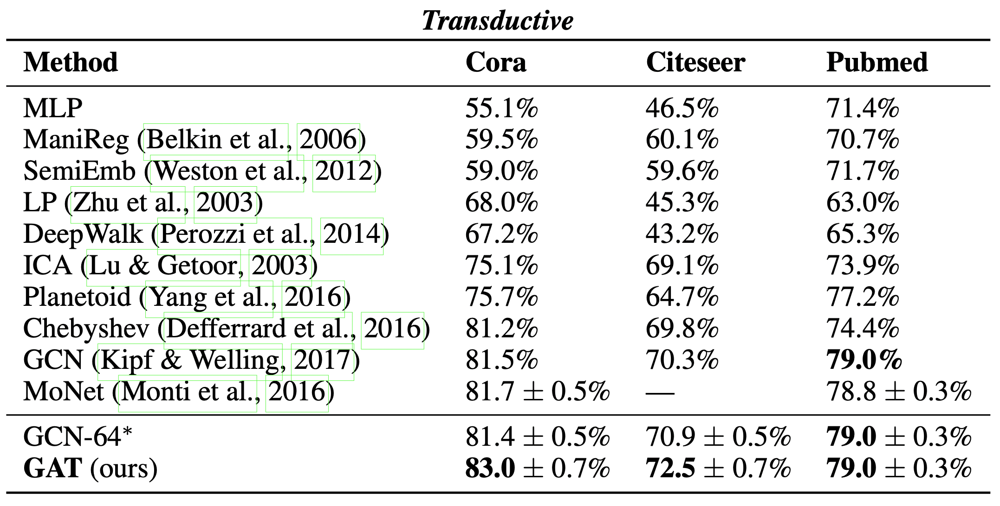 Transductive
Method Cora Citeseer Pubmed
MLP 55.1% 46.5% 71.4%
ManiReg (Belkin et al., 2006) 59.5% 60.1% 70.7%
SemiEmb (Weston et al., 2012) 59.0% 59.6% 71.7%
LP (Zhu et al., 2003) 68.0% 45.3% 63.0%
DeepWalk (Perozzi et al., 2014) 67.2% 43.2% 65.3%
ICA (Lu & Getoor, 2003) 75.1% 69.1% 73.9%
Planetoid (Yang et al., 2016) 75.7% 64.7% 77.2%
Chebyshev (Defferrard et al., 2016) 81.2% 69.8% 74.4%
GCN (Kipf & Welling, 2017) 81.5% 70.3% 79.0%
MoNet (Monti et al., 2016) 81.7 ± 0.5% — 78.8 ± 0.3%
GCN-64* 81.4 ± 0.5% 70.9 ± 0.5% 79.0 ± 0.3%
GAT (ours) 83.0 ± 0.7% 72.5 ± 0.7% 79.0 ± 0.3%